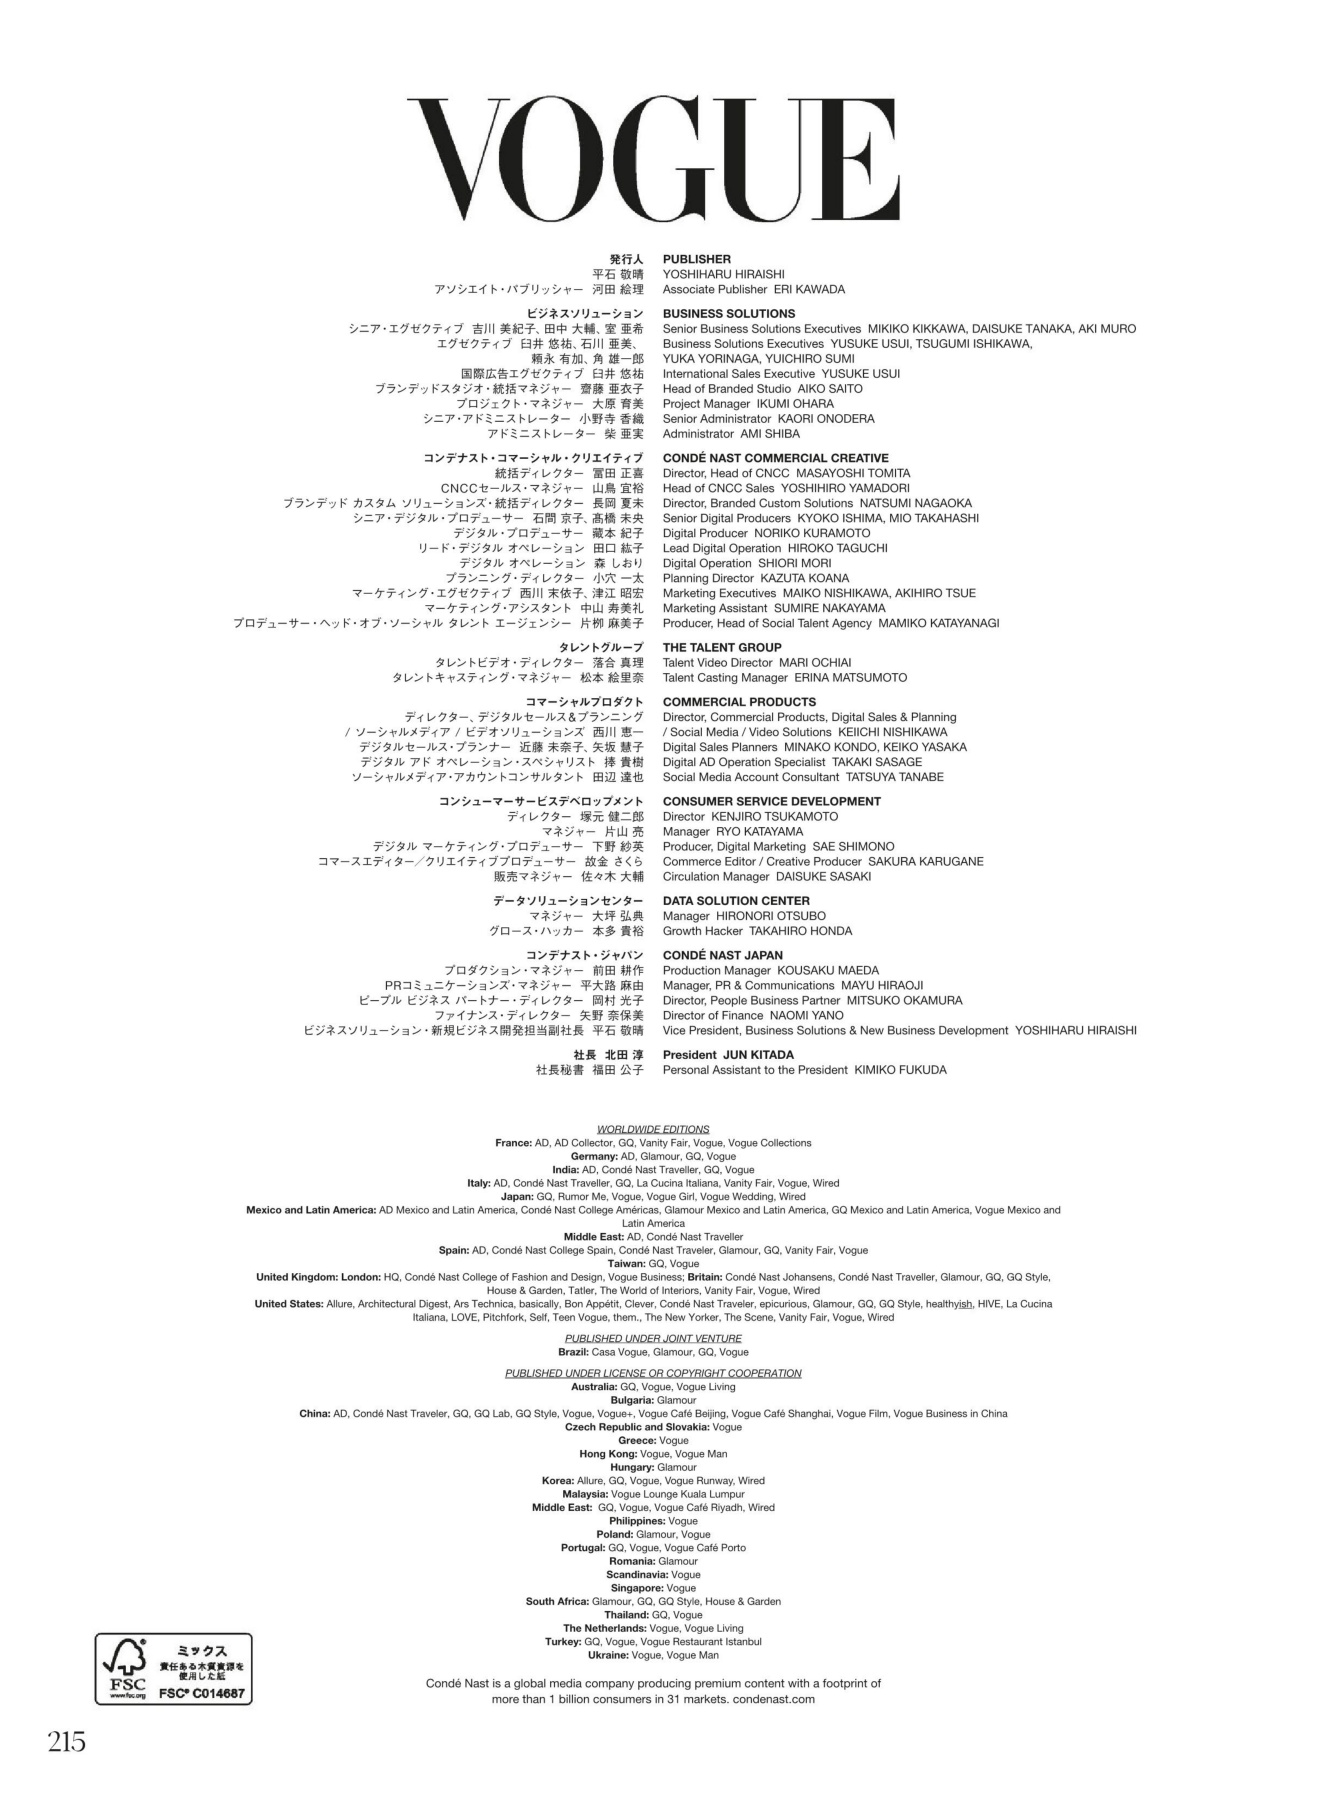 VOGUE
発行人 PUBLISHER
平石 敬晴 YOSHIHARU HIRAISHI
アソシエイト・パブリッシャー 河田 絵理 Associate Publisher ERI KAWADA
ビジネスソリューション BUSINESS SOLUTIONS
シニア・エグゼクティブ 吉川 美紀子、田中 大輔、室 亜希 Senior Business Solutions Executives MIKIKO KIKKAWA, DAISUKE TANAKA, AKI MURO
エグゼクティブ 臼井 悠祐、石川 亜美、 Business Solutions Executives YUSUKE USUI, TSUGUMI ISHIKAWA,
頼永 有加、角 雄一郎 YUKA YORINAGA, YUICHIRO SUMI
国際広告エグゼクティブ 臼井 悠祐 International Sales Executive YUSUKE USUI
ブランデッドスタジオ・統括マネジャー 齋藤 亜衣子 Head of Branded Studio AIKO SAITO
プロジェクト・マネジャー 大原 育美 Project Manager IKUMI OHARA
シニア・アドミニストレーター 小野寺 香織 Senior Administrator KAORI ONODERA
アドミニストレーター 柴 亜実 Administrator AMI SHIBA
コンデナスト・コマーシャル・クリエイティブ CONDÉ NAST COMMERCIAL CREATIVE
統括ディレクター 冨田 正喜 Director, Head of CNCC MASAYOSHI TOMITA
CNCCセールス・マネジャー 山鳥 宜裕 Head of CNCC Sales YOSHIHIRO YAMADORI
ブランデッド カスタム ソリューションズ・統括ディレクター 長岡 夏未 Director, Branded Custom Solutions NATSUMI NAGAOKA
シニア・デジタル・プロデューサー 石間 京子、髙橋 未央 Senior Digital Producers KYOKO ISHIMA, MIO TAKAHASHI
デジタル・プロデューサー 藏本 紀子 Digital Producer NORIKO KURAMOTO
リード・デジタル オペレーション 田口 紘子 Lead Digital Operation HIROKO TAGUCHI
デジタル オペレーション 森 しおり Digital Operation SHIORI MORI
プランニング・ディレクター 小穴 一太 Planning Director KAZUTA KOANA
マーケティング・エグゼクティブ 西川 末依子、津江 昭宏 Marketing Executives MAIKO NISHIKAWA, AKIHIRO TSUE
マーケティング・アシスタント 中山 寿美礼 Marketing Assistant SUMIRE NAKAYAMA
プロデューサー・ヘッド・オブ・ソーシャル タレント エージェンシー 片栁 麻美子 Producer, Head of Social Talent Agency MAMIKO KATAYANAGI
タレントグループ THE TALENT GROUP
タレントビデオ・ディレクター 落合 真理 Talent Video Director MARI OCHIAI
タレントキャスティング・マネジャー 松本 絵里奈 Talent Casting Manager ERINA MATSUMOTO
コマーシャルプロダクト COMMERCIAL PRODUCTS
ディレクター、デジタルセールス&プランニング Director, Commercial Products, Digital Sales & Planning
/ ソーシャルメディア / ビデオソリューションズ 西川 恵一 / Social Media / Video Solutions KEIICHI NISHIKAWA
デジタルセールス・プランナー 近藤 未奈子、矢坂 慧子 Digital Sales Planners MINAKO KONDO, KEIKO YASAKA
デジタル アド オペレーション・スペシャリスト 捧 貴樹 Digital AD Operation Specialist TAKAKI SASAGE
ソーシャルメディア・アカウントコンサルタント 田辺 達也 Social Media Account Consultant TATSUYA TANABE
コンシューマーサービスデベロップメント CONSUMER SERVICE DEVELOPMENT
ディレクター 塚元 健二郎 Director KENJIRO TSUKAMOTO
マネジャー 片山 亮 Manager RYO KATAYAMA
デジタル マーケティング・プロデューサー 下野 紗英 Producer, Digital Marketing SAE SHIMONO
コマースエディター／クリエイティブプロデューサー 故金 さくら Commerce Editor / Creative Producer SAKURA KARUGANE
販売マネジャー 佐々木 大輔 Circulation Manager DAISUKE SASAKI
データソリューションセンター DATA SOLUTION CENTER
マネジャー 大坪 弘典 Manager HIRONORI OTSUBO
グロース・ハッカー 本多 貴裕 Growth Hacker TAKAHIRO HONDA
コンデナスト・ジャパン CONDÉ NAST JAPAN
プロダクション・マネジャー 前田 耕作 Production Manager KOUSAKU MAEDA
PRコミュニケーションズ・マネジャー 平大路 麻由 Manager, PR & Communications MAYU HIRAOJI
ピープル ビジネス パートナー・ディレクター 岡村 光子 Director, People Business Partner MITSUKO OKAMURA
ファイナンス・ディレクター 矢野 奈保美 Director of Finance NAOMI YANO
ビジネスソリューション・新規ビジネス開発担当副社長 平石 敬晴 Vice President, Business Solutions & New Business Development YOSHIHARU HIRAISHI
社長 北田 淳 President JUN KITADA
社長秘書 福田 公子 Personal Assistant to the President KIMIKO FUKUDA
WORLDWIDE EDITIONS
France: AD, AD Collector, GQ, Vanity Fair, Vogue, Vogue Collections
Germany: AD, Glamour, GQ, Vogue
India: AD, Condé Nast Traveller, GQ, Vogue
Italy: AD, Condé Nast Traveller, GQ, La Cucina Italiana, Vanity Fair, Vogue, Wired
Japan: GQ, Rumor Me, Vogue, Vogue Girl, Vogue Wedding, Wired
Mexico and Latin America: AD Mexico and Latin America, Condé Nast College Américas, Glamour Mexico and Latin America, GQ Mexico and Latin America, Vogue Mexico and
Latin America
Middle East: AD, Condé Nast Traveller
Spain: AD, Condé Nast College Spain, Condé Nast Traveler, Glamour, GQ, Vanity Fair, Vogue
Taiwan: GQ, Vogue
United Kingdom: London: HQ, Condé Nast College of Fashion and Design, Vogue Business; Britain: Condé Nast Johansens, Condé Nast Traveller, Glamour, GQ, GQ Style,
House & Garden, Tatler, The World of Interiors, Vanity Fair, Vogue, Wired
United States: Allure, Architectural Digest, Ars Technica, basically, Bon Appétit, Clever, Condé Nast Traveler, epicurious, Glamour, GQ, GQ Style, healthyish, HIVE, La Cucina
Italiana, LOVE, Pitchfork, Self, Teen Vogue, them., The New Yorker, The Scene, Vanity Fair, Vogue, Wired
PUBLISHED UNDER JOINT VENTURE
Brazil: Casa Vogue, Glamour, GQ, Vogue
PUBLISHED UNDER LICENSE OR COPYRIGHT COOPERATION
Australia: GQ, Vogue, Vogue Living
Bulgaria: Glamour
China: AD, Condé Nast Traveler, GQ, GQ Lab, GQ Style, Vogue, Vogue+, Vogue Café Beijing, Vogue Café Shanghai, Vogue Film, Vogue Business in China
Czech Republic and Slovakia: Vogue
Greece: Vogue
Hong Kong: Vogue, Vogue Man
Hungary: Glamour
Korea: Allure, GQ, Vogue, Vogue Runway, Wired
Malaysia: Vogue Lounge Kuala Lumpur
Middle East: GQ, Vogue, Vogue Café Riyadh, Wired
Philippines: Vogue
Poland: Glamour, Vogue
Portugal: GQ, Vogue, Vogue Café Porto
Romania: Glamour
Scandinavia: Vogue
Singapore: Vogue
South Africa: Glamour, GQ, GQ Style, House & Garden
Thailand: GQ, Vogue
The Netherlands: Vogue, Vogue Living
Turkey: GQ, Vogue, Vogue Restaurant Istanbul
Ukraine: Vogue, Vogue Man
Condé Nast is a global media company producing premium content with a footprint of
more than 1 billion consumers in 31 markets. condenast.com
FSC
www.fsc.org
ミックス
責任ある木質資源を
使用した紙
FSC® C014687
215